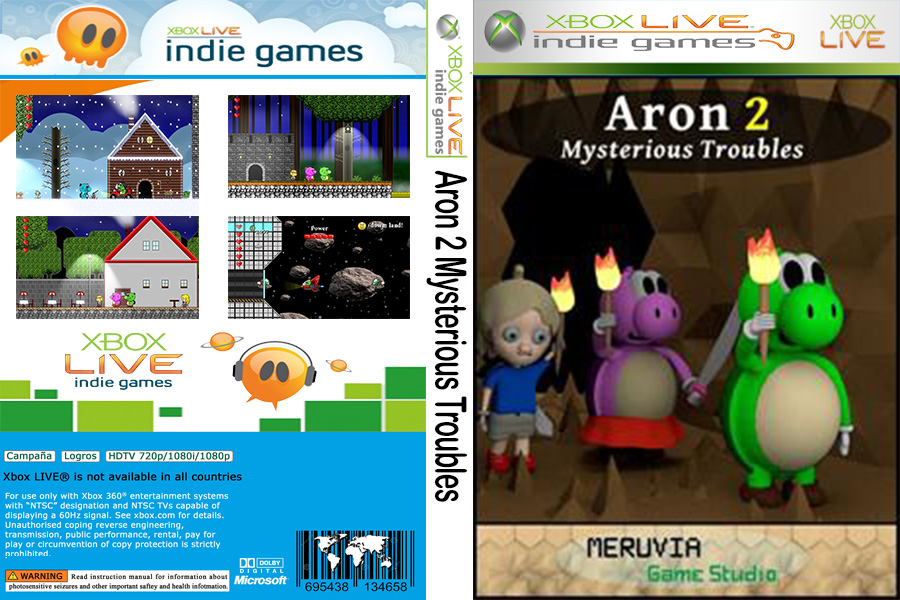 XBOX LIVE
indie games
Power
down land!
XBOX
LIVE
indie games
Campaña Logros HDTV 720p/1080i/1080p
Xbox LIVE® is not available in all countries
For use only with Xbox 360® entertainment systems
with “NTSC” designation and NTSC TVs capable of
displaying a 60Hz signal. See xbox.com for details.
Unauthorised coping reverse engineering,
transmission, public performance, rental, pay for
play or circumvention of copy protection is strictly
prohibited.
WARNING Read instruction manual for information about
photosensitive seizures and other important saftey and health infotmation.
DOLBY
DIGITAL
Microsoft
695438 134658
XBOX LIVE
indie games
Aron 2 Mysterious Troubles
XBOX LIVE
indie games
XBOX
LIVE
Aron 2
Mysterious Troubles
MERUVIA
Game Studio